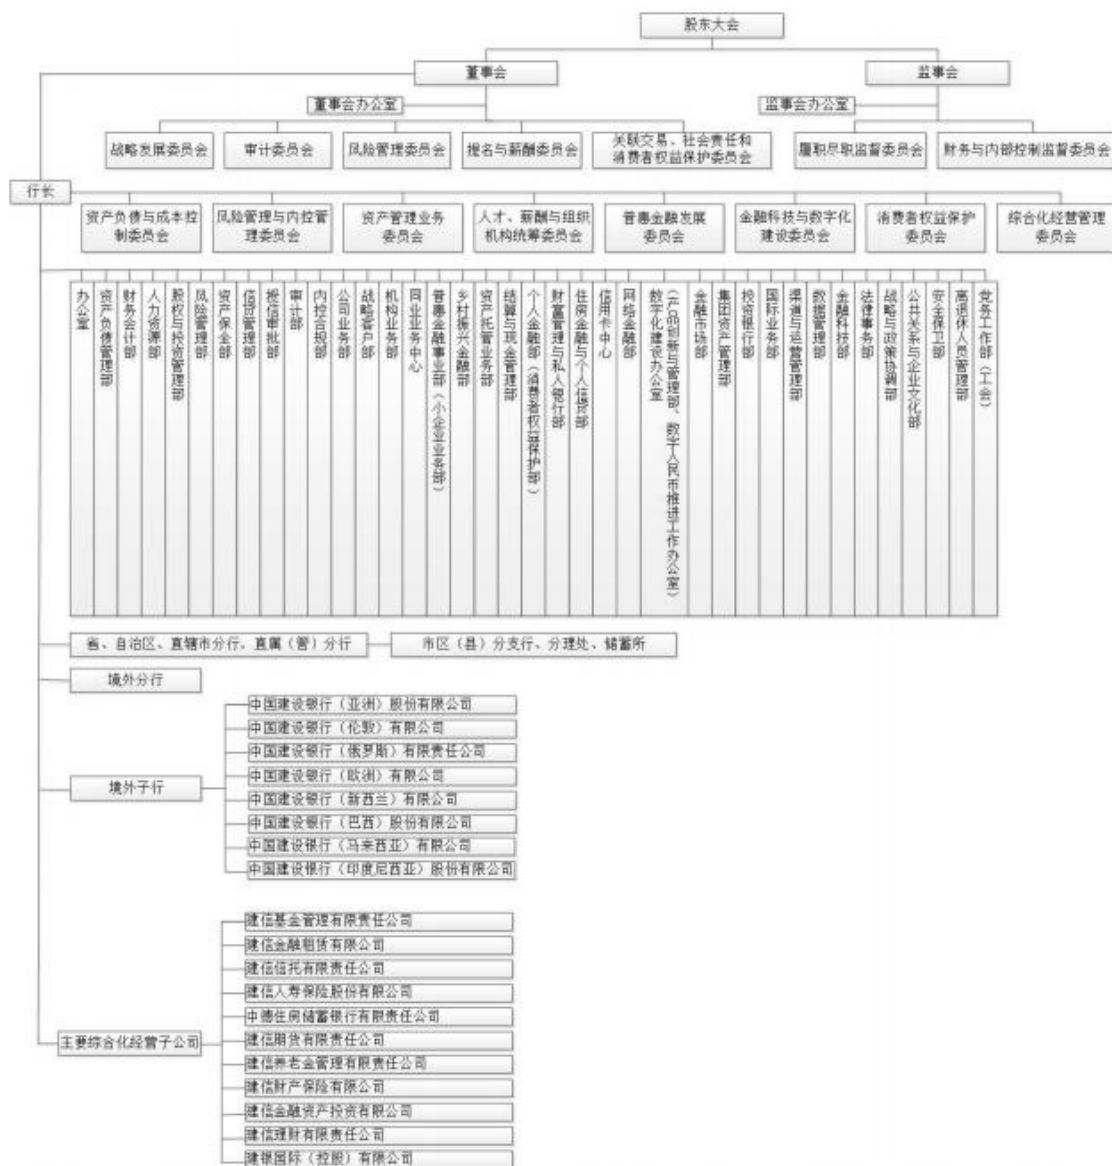 股东大会
董事会
监事会
董事会办公室
监事会办公室
战略发展委员会
审计委员会
风险管理委员会
提名与薪酬委员会
关联交易、社会责任和
消费者权益保护委员会
履职尽职监督委员会
财务与内部控制监督委员会
行长
资产负债与成本控
制委员会
风险管理与内控管
理委员会
资产管理业务
委员会
人才、薪酬与组织
机构统筹委员会
普惠金融发展
委员会
金融科技与数字化
建设委员会
消费者权益保护
委员会
综合化经营管理
委员会
办公室
资产负债管理部
财务会计部
人力资源部
股权与投资管理部
风险管理部
资产保全部
信贷管理部
授信审批部
审计部
内控合规部
公司业务部
战略客户部
机构业务部
同业业务中心
普惠金融事业部（小企业业务部）
乡村振兴金融部
资产托管业务部
结算与现金管理部
个人金融部（消费者权益保护部）
财富管理与私人银行部
住房金融与个人信贷部
信用卡中心
网络金融部
数字化建设办公室
（产品创新与管理部、数字人民币推进工作办公室）
金融市场部
集团资产管理部
投资银行部
国际业务部
渠道与运营管理部
数据管理部
金融科技部
法律事务部
战略与政策协调部
公共关系与企业文化部
安全保卫部
离退休人员管理部
党务工作部（工会）
省、自治区、直辖市分行，直属（管）分行
市区（县）分支行、分理处、储蓄所
境外分行
中国建设银行（亚洲）股份有限公司
中国建设银行（伦敦）有限公司
中国建设银行（俄罗斯）有限责任公司
中国建设银行（欧洲）有限公司
境外子行
中国建设银行（新西兰）有限公司
中国建设银行（巴西）股份有限公司
中国建设银行（马来西亚）有限公司
中国建设银行（印度尼西亚）股份有限公司
建信基金管理有限责任公司
建信金融租赁有限公司
建信信托有限责任公司
建信人寿保险股份有限公司
中德住房储蓄银行有限责任公司
主要综合化经营子公司
建信期货有限责任公司
建信养老金管理有限责任公司
建信财产保险有限公司
建信金融资产投资有限公司
建信理财有限责任公司
建银国际（控股）有限公司